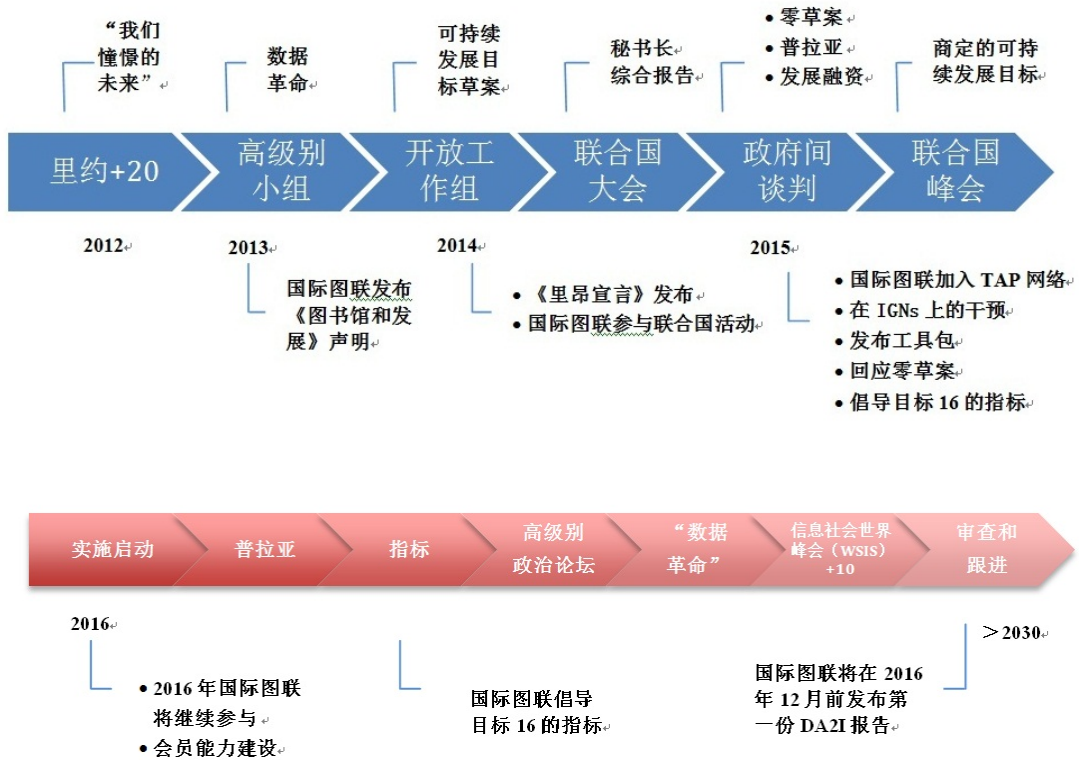 “我们
憧憬的
未来”
数据
革命
可持续
发展目
标草案
秘书长
综合报告
• 零草案
• 普拉亚
• 发展融资
商定的可持
续发展目标
里约+20
高级别
小组
开放工
作组
联合国
大会
政府间
谈判
联合国
峰会
2012
2013
2014
2015
国际图联发布
《图书馆和发
展》声明
• 《里昂宣言》发布
• 国际图联参与联合国活动
• 国际图联加入 TAP 网络
• 在 IGNs 上的干预
• 发布工具包
• 回应零草案
• 倡导目标 16 的指标
实施启动
普拉亚
指标
高级别
政治论坛
“数据
革命”
信息社会世界
峰会（WSIS）
+10
审查和
跟进
2016
＞2030
• 2016 年国际图联
将继续参与
• 会员能力建设
国际图联倡导
目标 16 的指标
国际图联将在 2016
年 12 月前发布第
一份 DA2I 报告